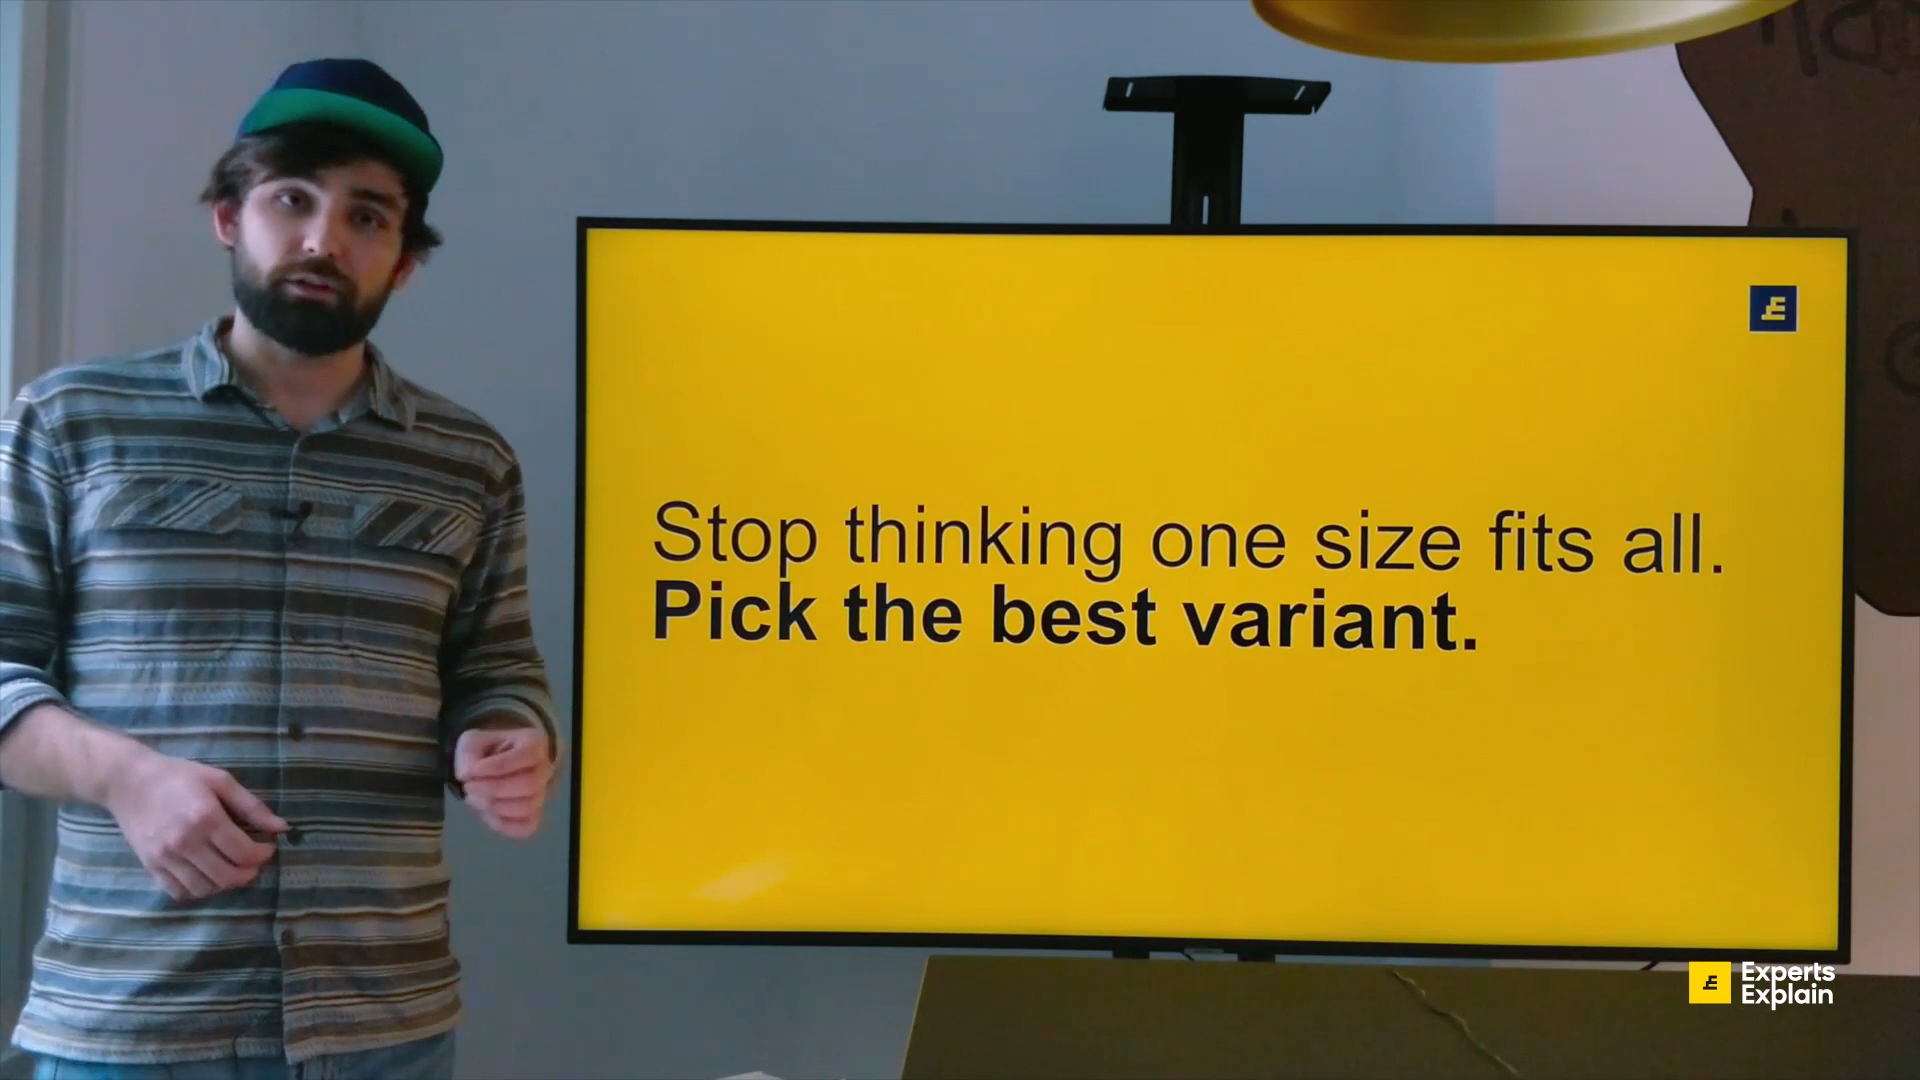 Stop thinking one size fits all.
Pick the best variant.
Experts
Explain